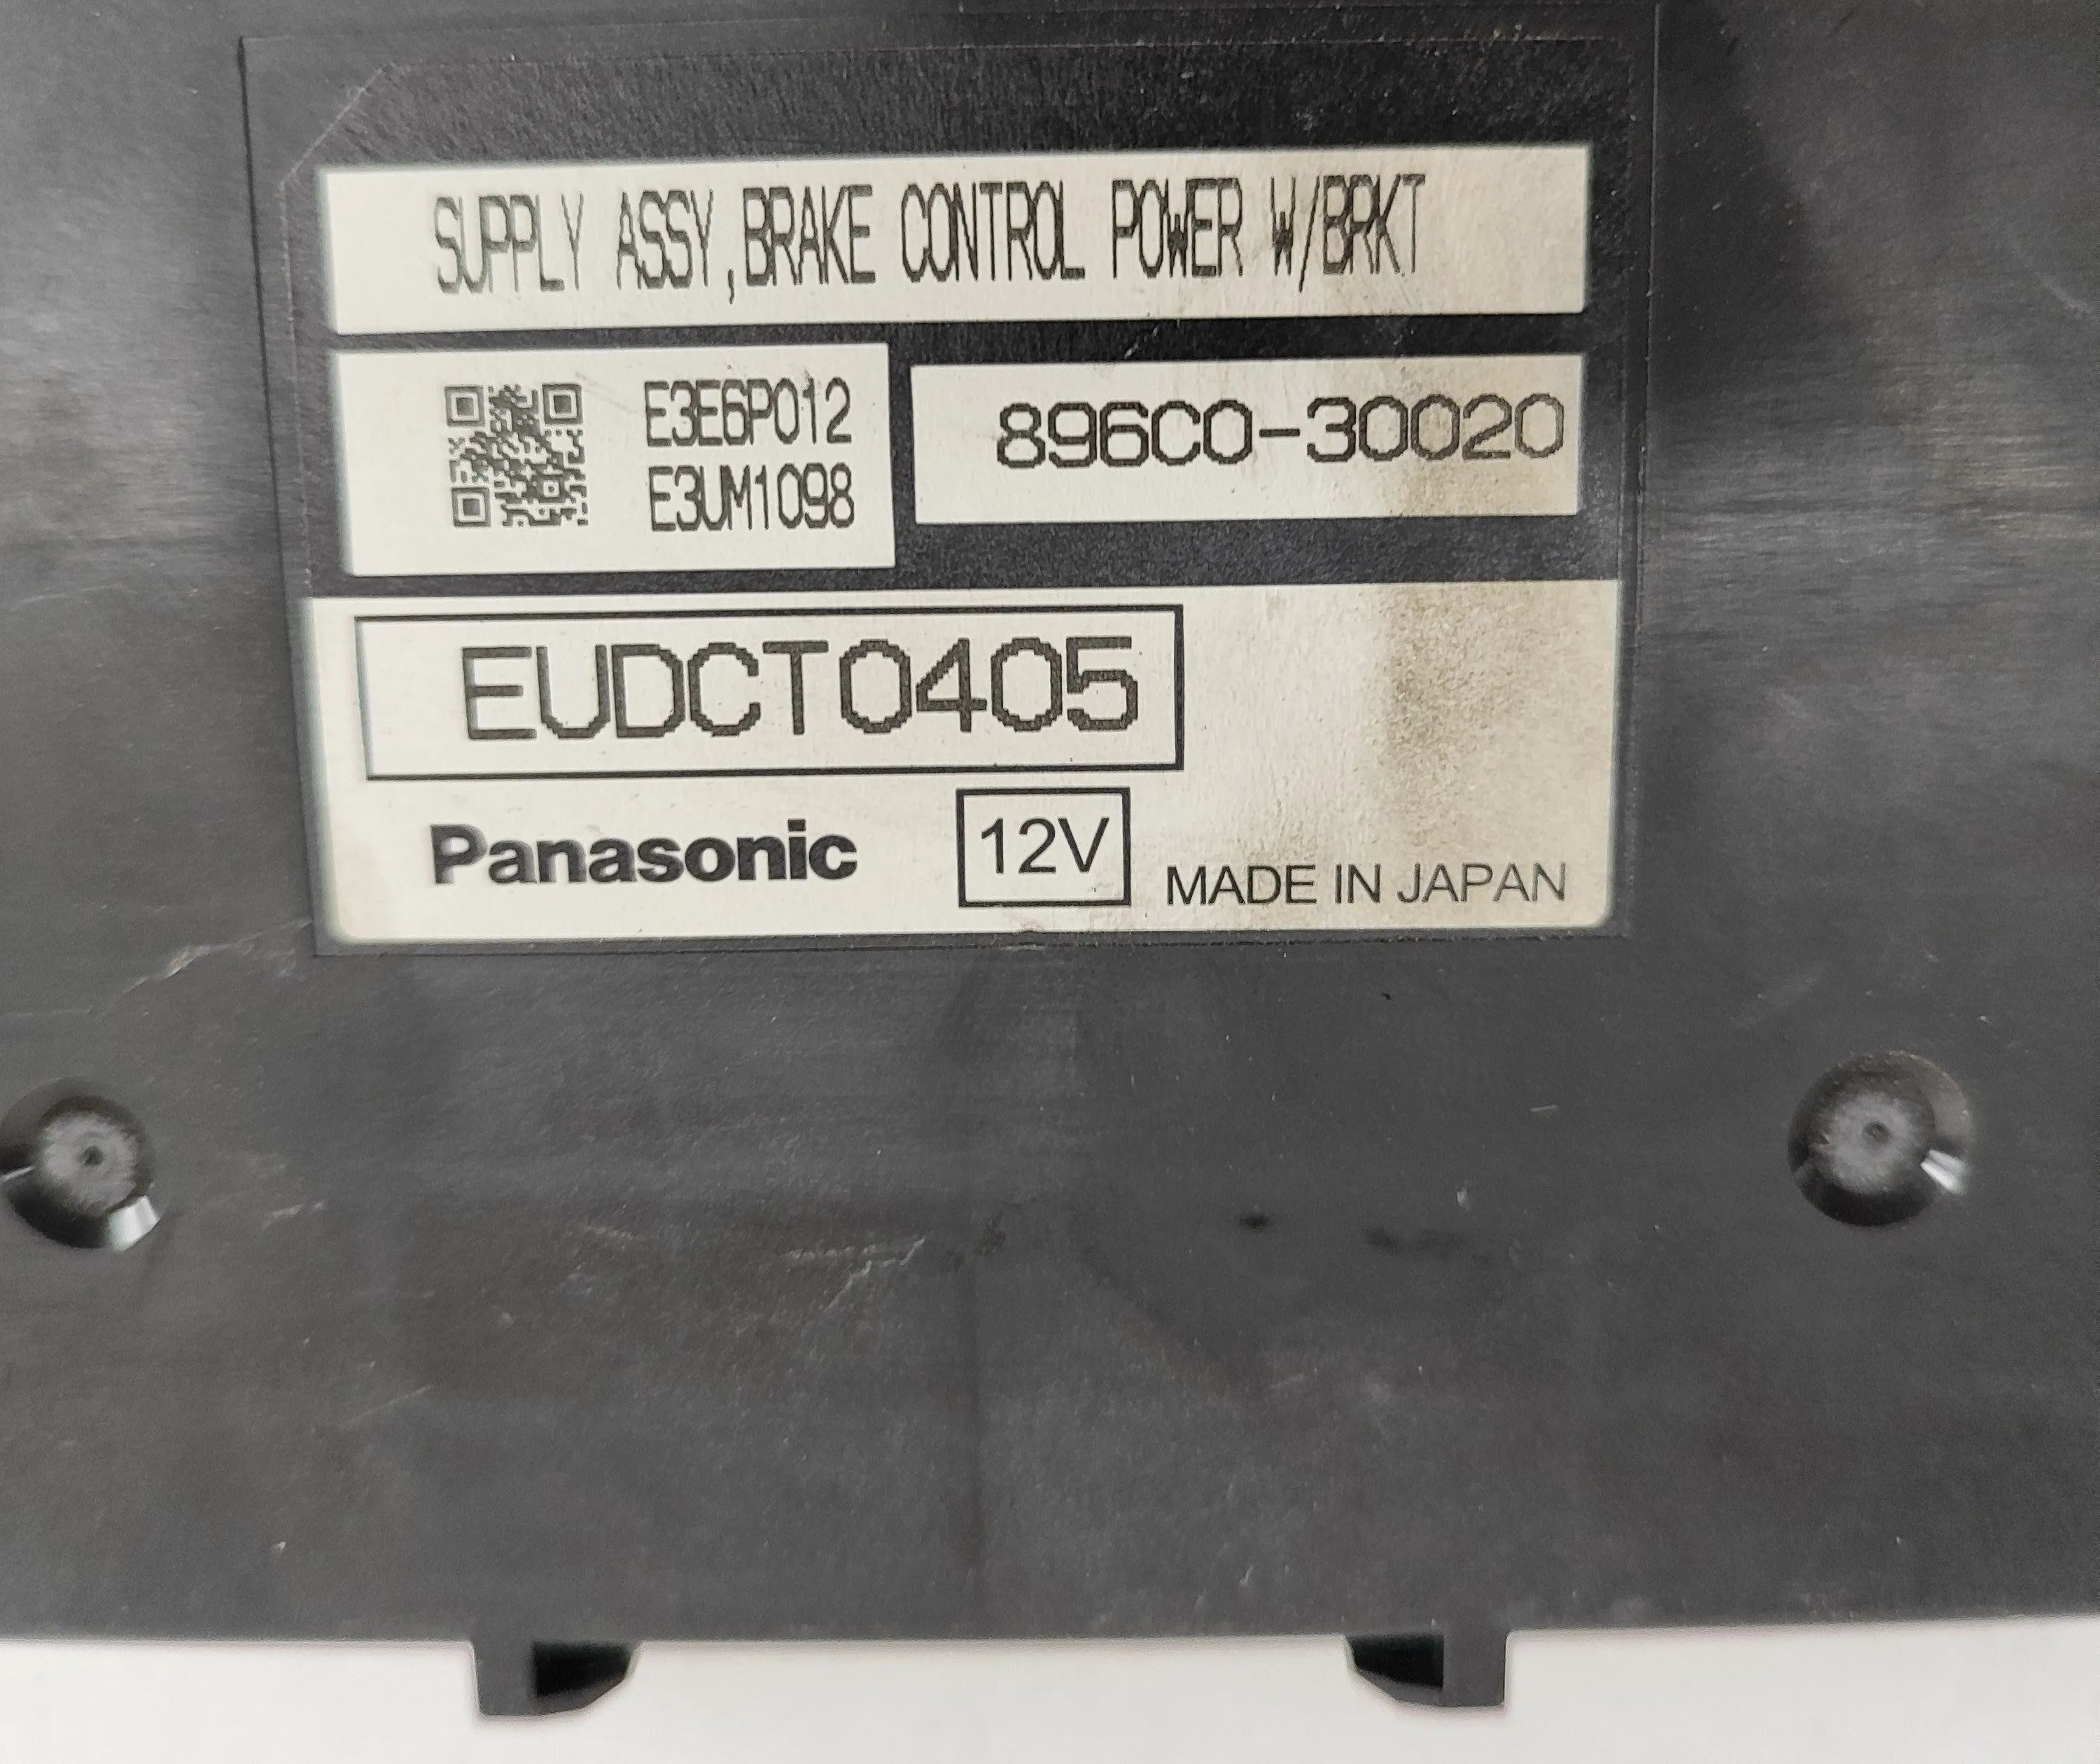 SUPPLY ASSY,BRAKE CONTROL POWER W/BRKT
E3E6P012
E3UM1098
896C0-30020
EUDCT0405
Panasonic 12V MADE IN JAPAN